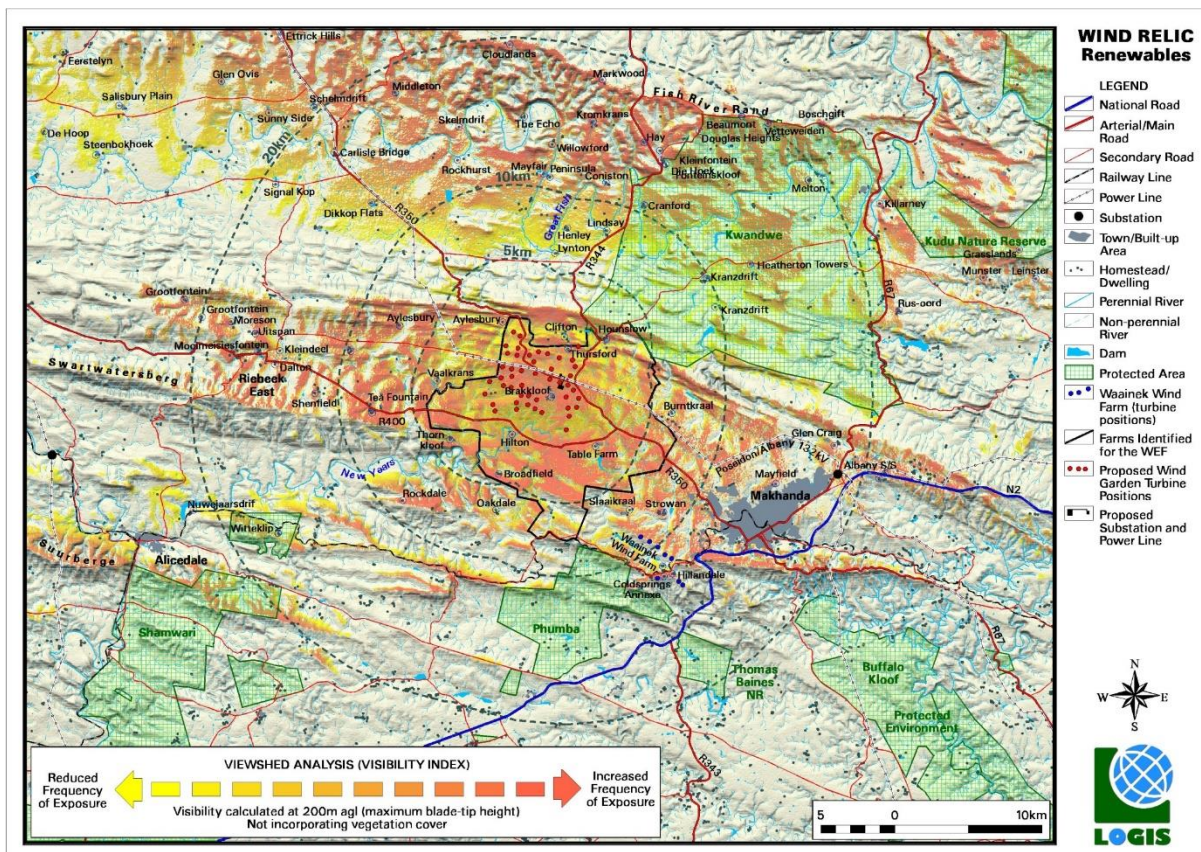 Ettrick Hills
Cloudlands
Eerstelyn
Glen Ovis
Middleton
Markwood
Salisbury Plain
Schelmdrift
Fish River Rand
Boschgift
Sunny Side
Skelmdrif
The Echo
Kromkrans
Beaumont
Vetteweiden
De Hoop
Hay
Douglas Heights
Steenbokhoek
20km
Willowford
Carlisle Bridge
Kleinfontein
Mayfair
Peninsula
Rockhurst
Coniston
Melton
Signal Kop
10km
Killarney
Dikkop Flats
R350
Great Fish
Lindsay
Cranford
Henley
Kwandwe
Kudu Nature Reserve
Lynton
R344
Grasslands
5km
Heatherton Towers
Munster
Leinster
Kranzdrift
R67
Grootfontein
Rus-oord
Grootfontein
Kranzdrift
Moreson
Aylesbury
Aylesbury
Clifton
Hounslow
Uitspan
Mooimeisiesfontein
Kleindeel
Thursford
Swartwatersberg
Dalton
Riebeek
East
Vaalkrans
Brakkloof
Shenfield
Tea Fountain
Burntkraal
R400
Thorn
kloof
Hilton
Glen Craig
Table Farm
Poseidon/Albany 132kV
Albany S/S
New Years
Broadfield
R350
Mayfield
N2
Rockdale
Makhanda
Nuwejaarsdrif
Oakdale
Slaaikraal
Strowan
Witteklip
Suurberge
Waainek
Wind Farm
Alicedale
Hillandale
Coldsprings
Annexe
Shamwari
Phumba
R67
Thomas
Baines
NR
Buffalo
Kloof
Protected
Environment
R343
VIEWSHED ANALYSIS (VISIBILITY INDEX)
Reduced
Frequency
of Exposure
Increased
Frequency
of Exposure
Visibility calculated at 200m agl (maximum blade-tip height)
Not incorporating vegetation cover
5 0 10km
WIND RELIC
Renewables
LEGEND
National Road
Arterial/Main
Road
Secondary Road
Railway Line
Power Line
Substation
Town/Built-up
Area
Homestead/
Dwelling
Perennial River
Non-perennial
River
Dam
Protected Area
Waainek Wind
Farm (turbine
positions)
Farms Identified
for the WEF
Proposed Wind
Garden Turbine
Positions
Proposed
Substation and
Power Line
N
W E
S
LOGIS